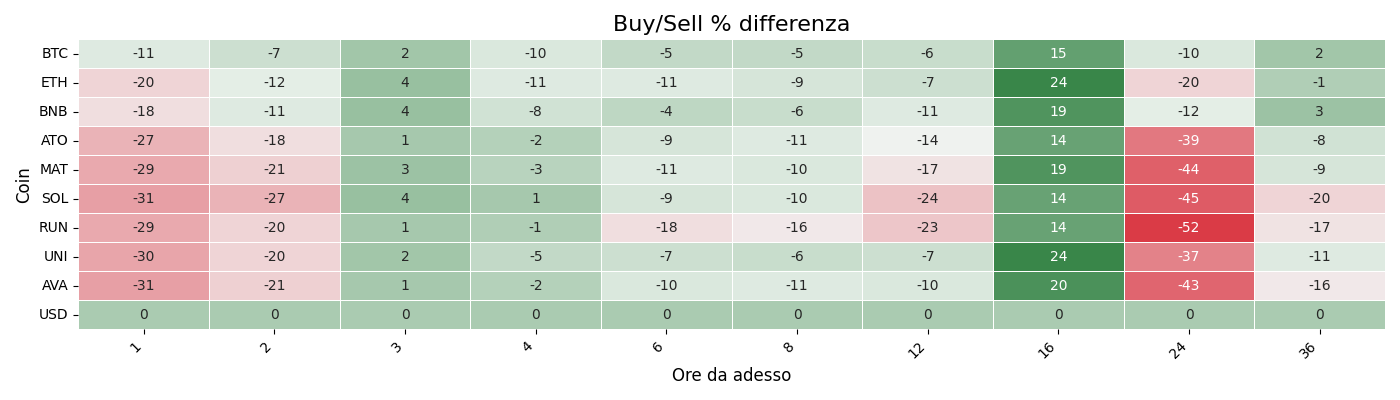 Buy/Sell % differenza
Coin
BTC -11 -7 2 -10 -5 -5 -6 15 -10 2
ETH -20 -12 4 -11 -11 -9 -7 24 -20 -1
BNB -18 -11 4 -8 -4 -6 -11 19 -12 3
ATO -27 -18 1 -2 -9 -11 -14 14 -39 -8
MAT -29 -21 3 -3 -11 -10 -17 19 -44 -9
SOL -31 -27 4 1 -9 -10 -24 14 -45 -20
RUN -29 -20 1 -1 -18 -16 -23 14 -52 -17
UNI -30 -20 2 -5 -7 -6 -7 24 -37 -11
AVA -31 -21 1 -2 -10 -11 -10 20 -43 -16
USD 0 0 0 0 0 0 0 0 0 0
1 2 3 4 6 8 12 16 24 36
Ore da adesso